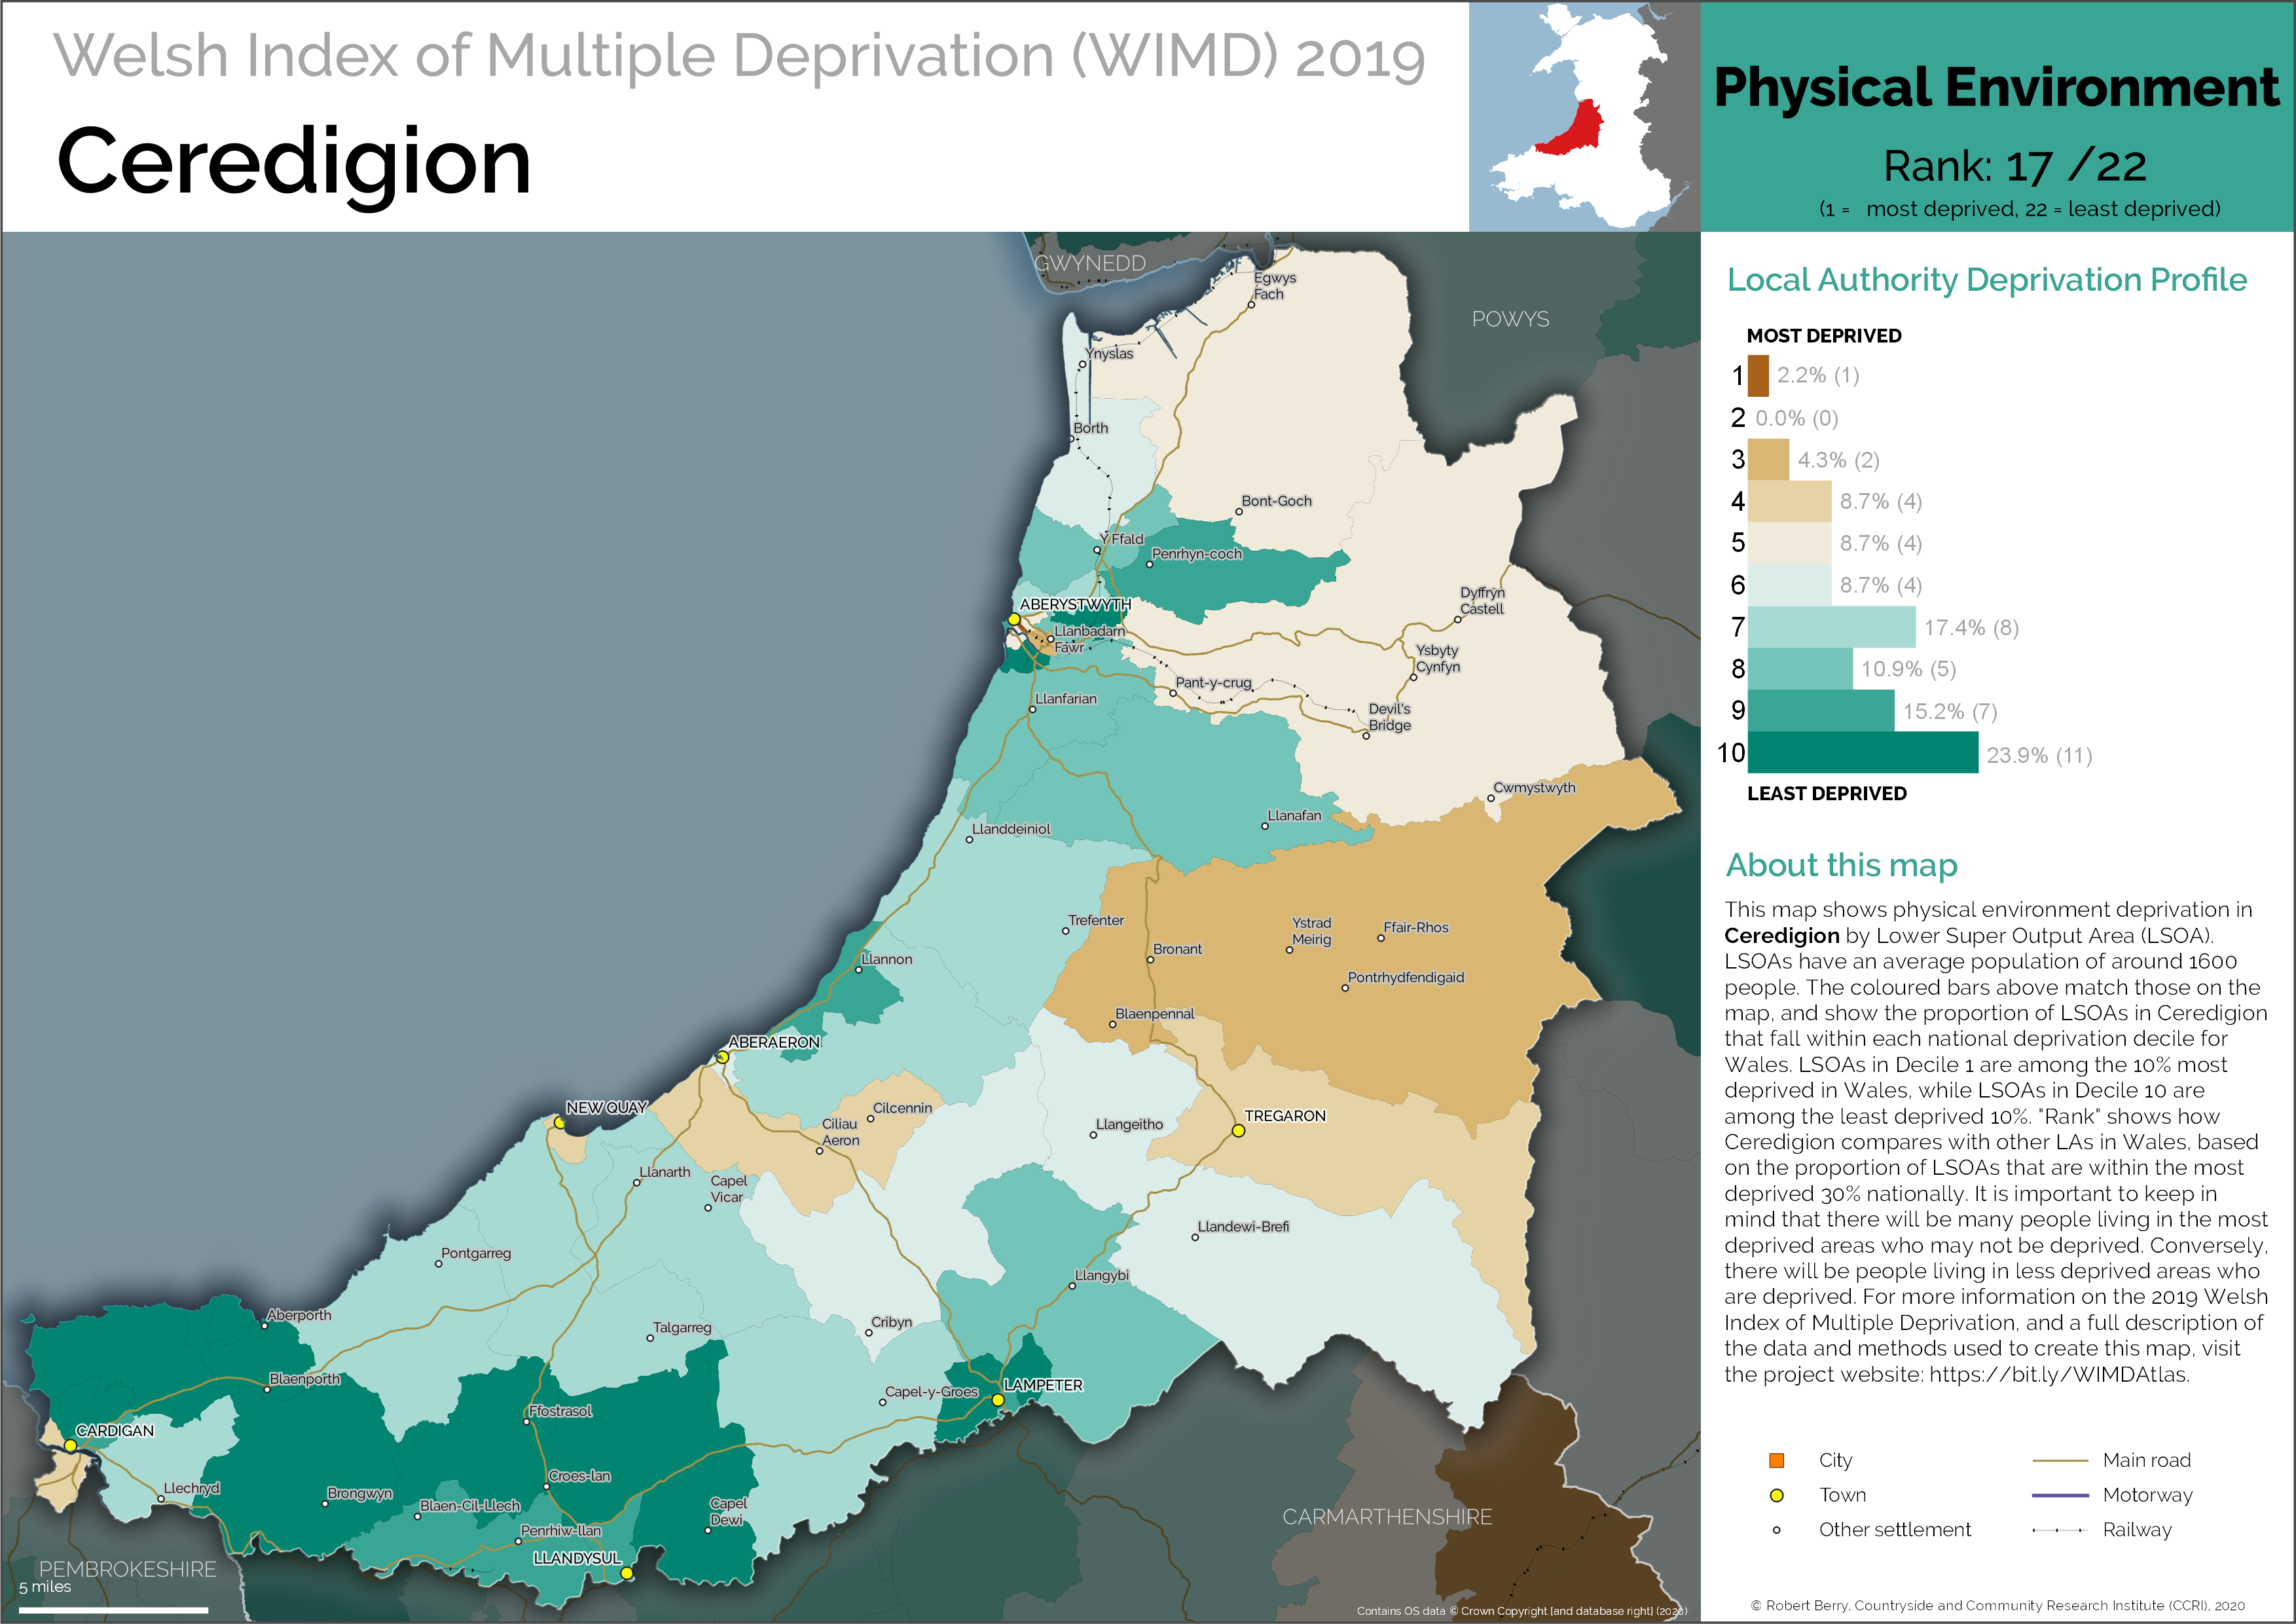 Welsh Index of Multiple Deprivation (WIMD) 2019
Ceredigion
Physical Environment
Rank: 17 /22
(1 = most deprived, 22 = least deprived)
Local Authority Deprivation Profile
MOST DEPRIVED
1 2.2% (1)
2 0.0% (0)
3 4.3% (2)
4 8.7% (4)
5 8.7% (4)
6 8.7% (4)
7 17.4% (8)
8 10.9% (5)
9 15.2% (7)
10 23.9% (11)
LEAST DEPRIVED
About this map
This map shows physical environment deprivation in
Ceredigion by Lower Super Output Area (LSOA).
LSOAs have an average population of around 1600
people. The coloured bars above match those on the
map, and show the proportion of LSOAs in Ceredigion
that fall within each national deprivation decile for
Wales. LSOAs in Decile 1 are among the 10% most
deprived in Wales, while LSOAs in Decile 10 are
among the least deprived 10%. "Rank" shows how
Ceredigion compares with other LAs in Wales, based
on the proportion of LSOAs that are within the most
deprived 30% nationally. It is important to keep in
mind that there will be many people living in the most
deprived areas who may not be deprived. Conversely,
there will be people living in less deprived areas who
are deprived. For more information on the 2019 Welsh
Index of Multiple Deprivation, and a full description of
the data and methods used to create this map, visit
the project website: https://bit.ly/WIMDAtlas.
City
Town
Other settlement
Main road
Motorway
Railway
© Robert Berry, Countryside and Community Research Institute (CCRI), 2020
GWYNEDD
POWYS
Egwys
Fach
Ynyslas
Borth
Bont-Goch
Y Ffald
Penrhyn-coch
ABERYSTWYTH
Llanbadarn
Fawr
Dyffryn
Castell
Ysbyty
Cynfyn
Pant-y-crug
Llanfarian
Devil's
Bridge
Cwmystwyth
Llanafan
Llanddeiniol
Trefenter
Bronant
Ystrad
Meirig
Ffair-Rhos
Pontrhydfendigaid
Llannon
Blaenpennal
ABERAERON
NEW QUAY
Cilcennin
Ciliau
Aeron
Llangeitho
TREGARON
Llanarth
Capel
Vicar
Llandewi-Brefi
Pontgarreg
Llangybi
Aberporth
Talgarreg
Cribyn
Blaenporth
Capel-y-Groes
LAMPETER
Ffostrasol
CARDIGAN
Llechryd
Brongwyn
Croes-lan
Blaen-Cil-Llech
Capel
Dewi
Penrhiw-llan
LLANDYSUL
CARMARTHENSHIRE
PEMBROKESHIRE
5 miles
Contains OS data © Crown Copyright [and database right] (2020)